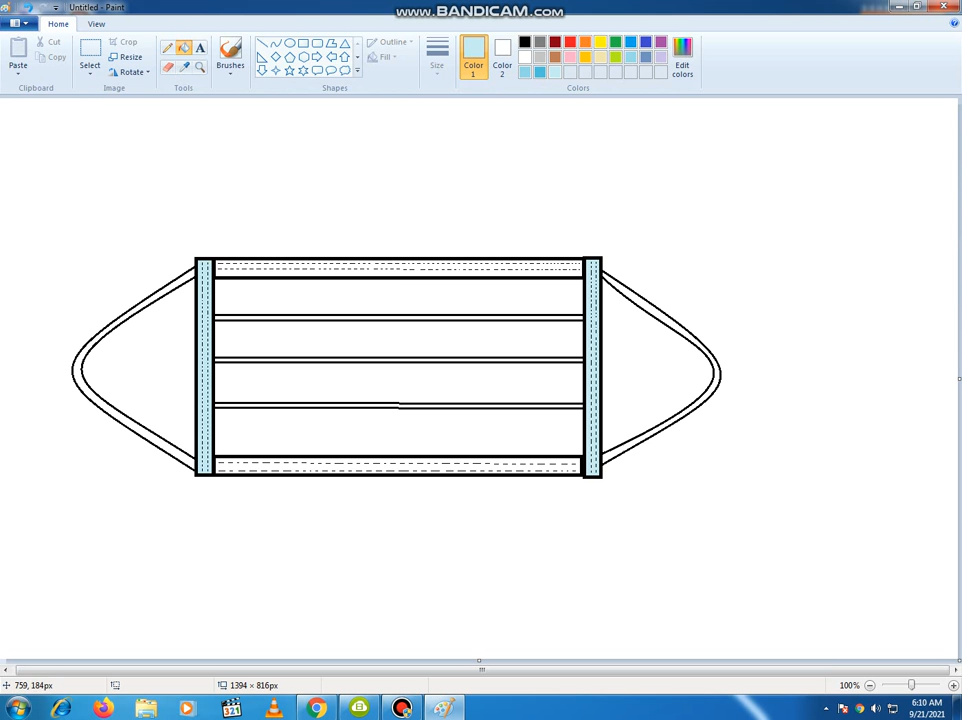 Untitled - Paint
www.BANDICAM.com
Home View
Paste
Cut
Copy
Clipboard
Select
Crop
Resize
Rotate
Image
A
Tools
Brushes
Outline
Fill
Shapes
Size
Color 1
Color 2
Edit colors
Colors
759, 184px
1394 × 816px
100%
321
6:10 AM
9/21/2021